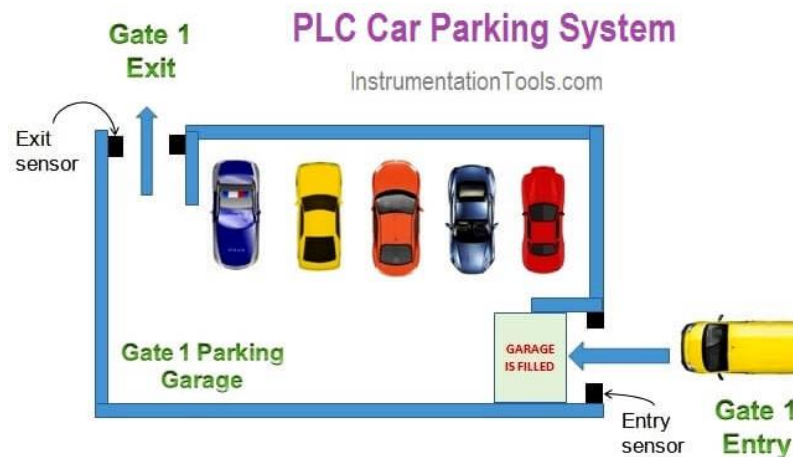 PLC Car Parking System
InstrumentationTools.com
Gate 1
Exit
Exit
sensor
Gate 1 Parking
Garage
GARAGE
IS FILLED
Entry
sensor
Gate 1
Entry